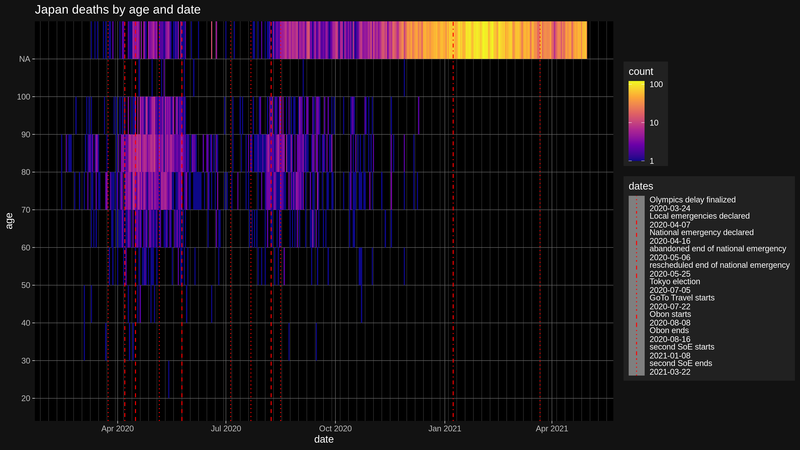 Japan deaths by age and date
NA
100
90
80
70
60
50
40
30
20
age
Apr 2020
Jul 2020
Oct 2020
Jan 2021
Apr 2021
date
count
100
10
1
dates
Olympics delay finalized
2020-03-24
Local emergencies declared
2020-04-07
National emergency declared
2020-04-16
abandoned end of national emergency
2020-05-06
rescheduled end of national emergency
2020-05-25
Tokyo election
2020-07-05
GoTo Travel starts
2020-07-22
Obon starts
2020-08-08
Obon ends
2020-08-16
second SoE starts
2021-01-08
second SoE ends
2021-03-22